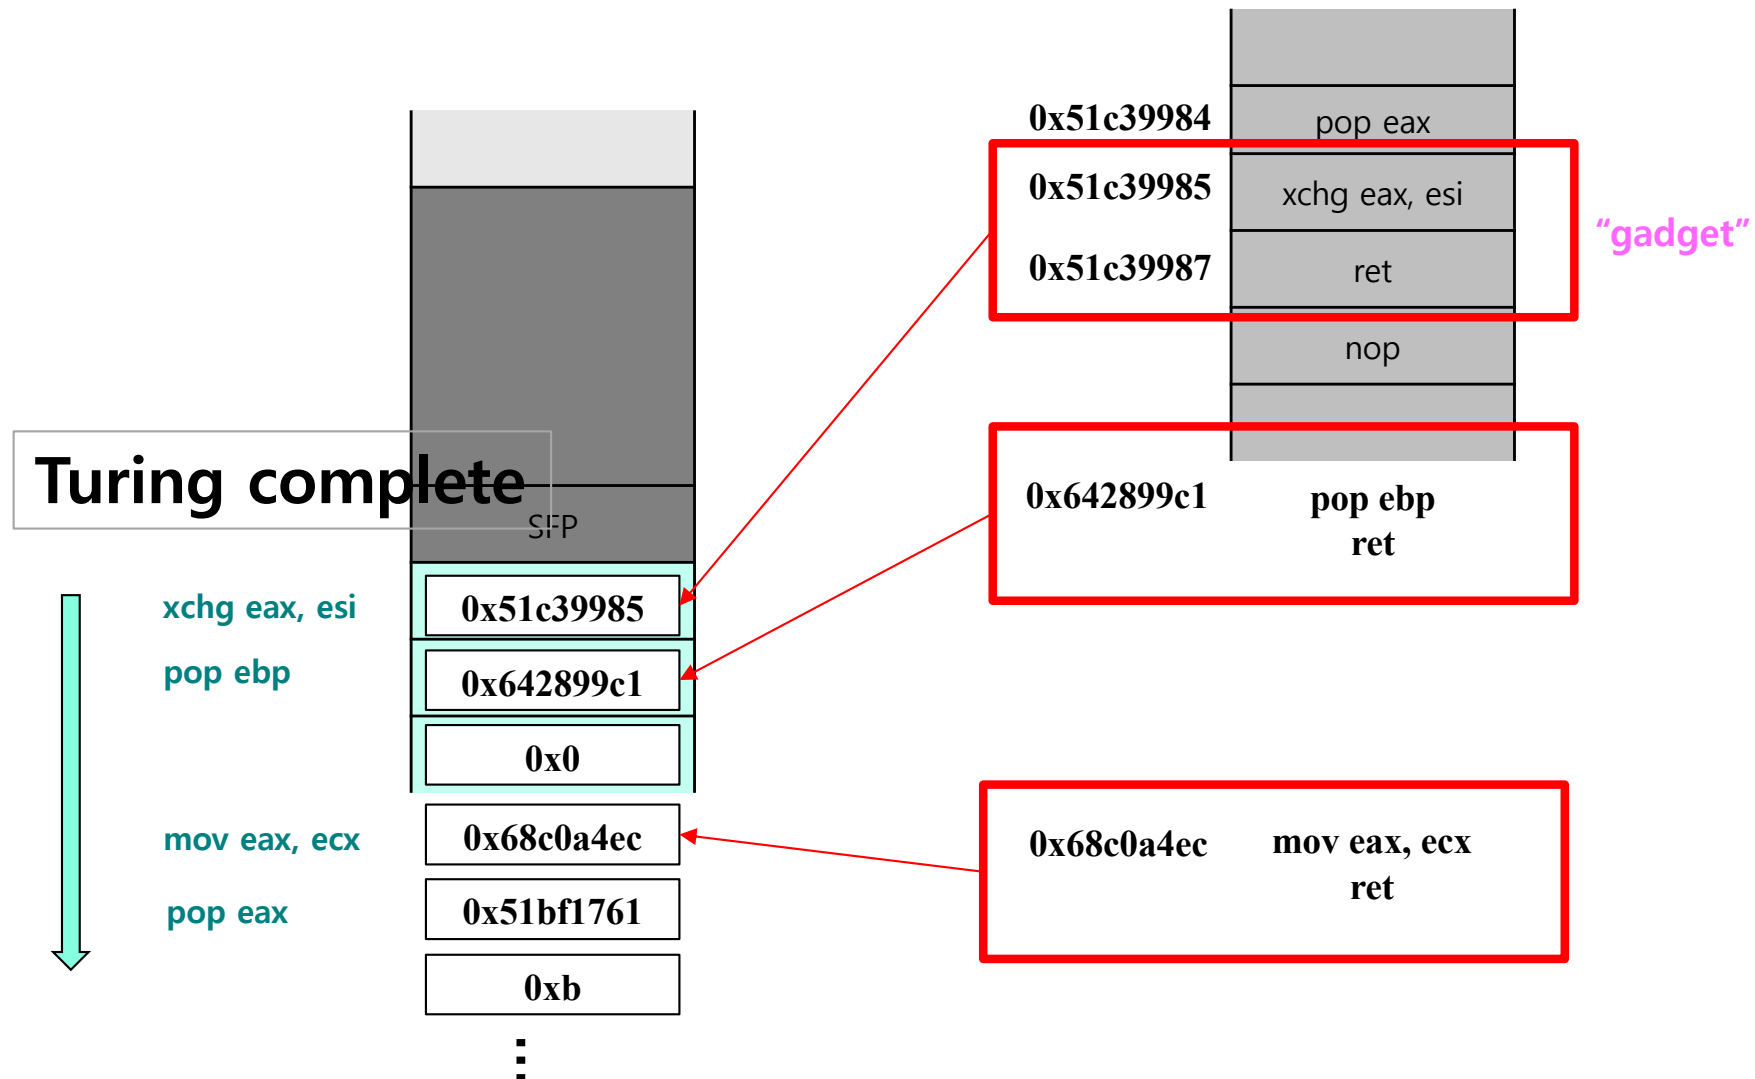 0x51c39984 pop eax
0x51c39985 xchg eax, esi
“gadget”
0x51c39987 ret
nop
Turing complete
SFP
0x642899c1 pop ebp
ret
xchg eax, esi 0x51c39985
pop ebp 0x642899c1
0x0
mov eax, ecx 0x68c0a4ec
0x68c0a4ec mov eax, ecx
ret
pop eax 0x51bf1761
0xb
⋮